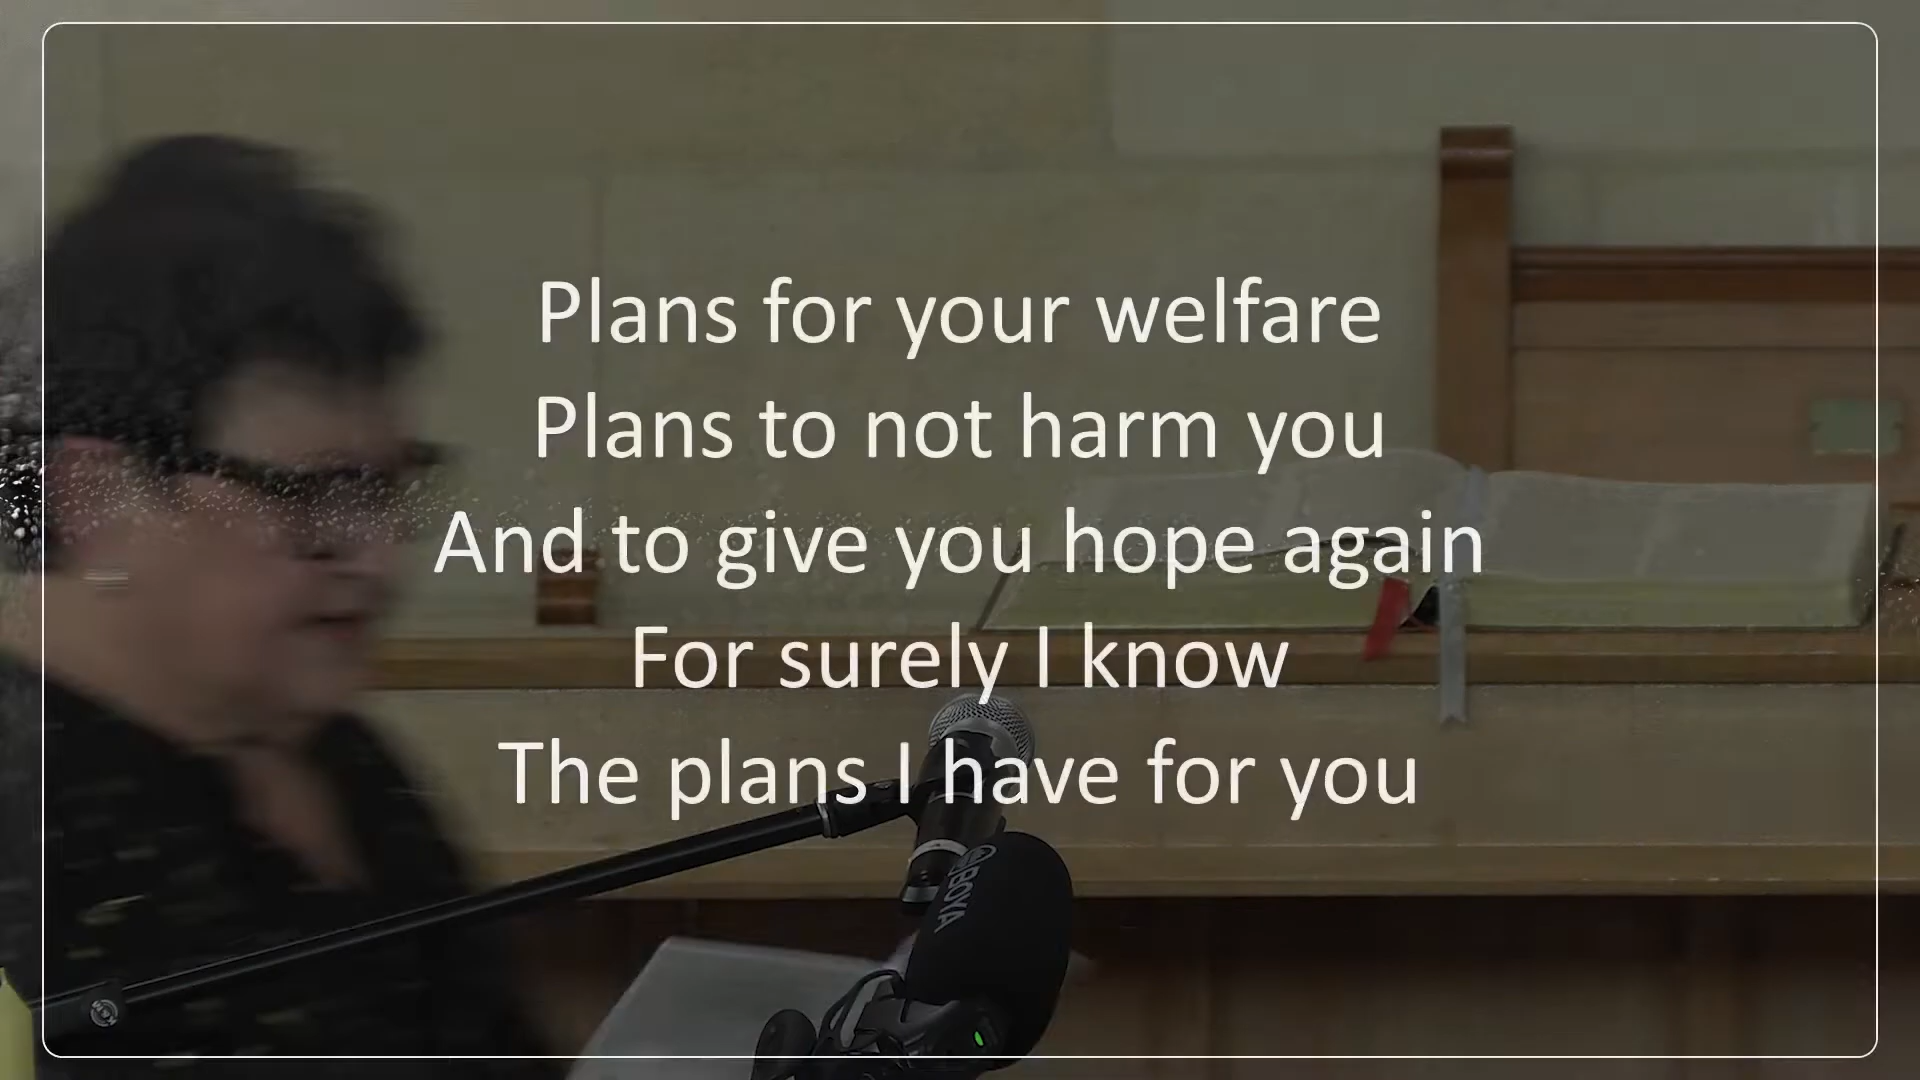 Plans for your welfare
Plans to not harm you
And to give you hope again
For surely I know
The plans I have for you
BOYA